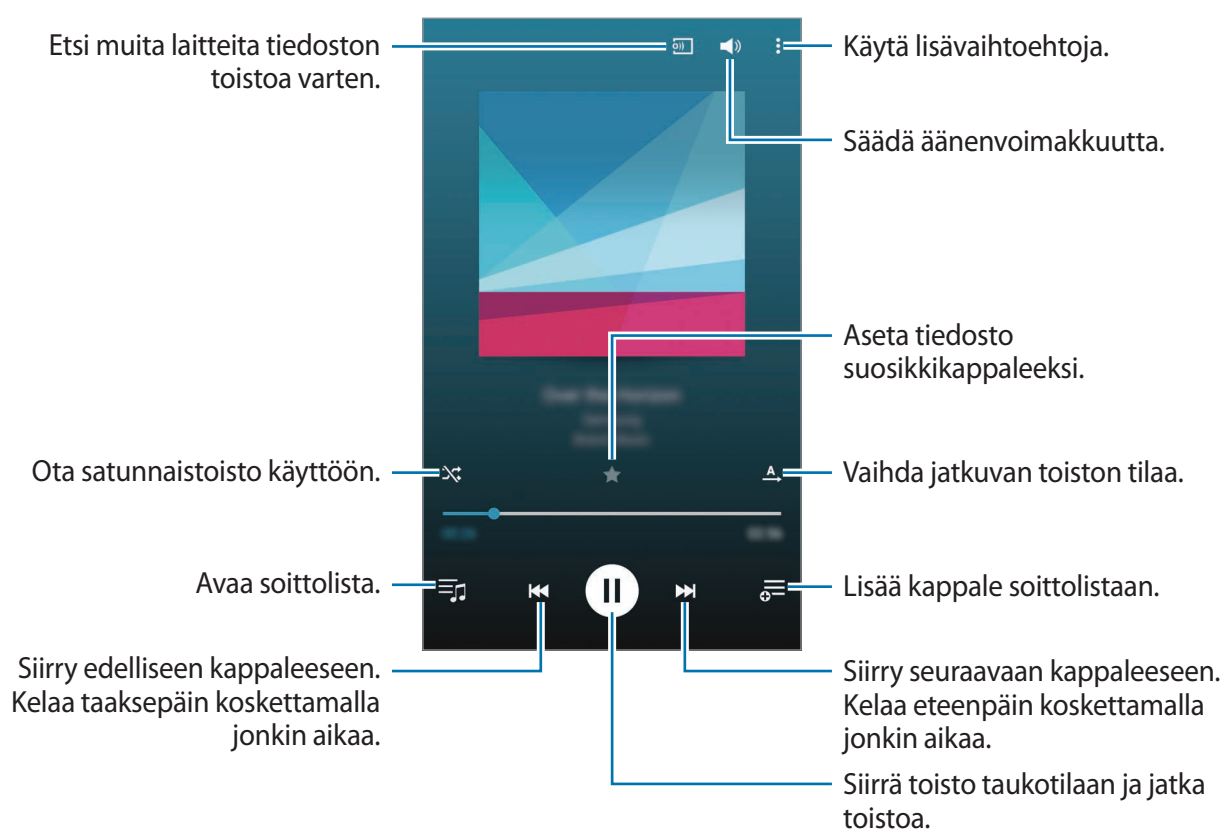 Etsi muita laitteita tiedoston
toistoa varten.
Käytä lisävaihtoehtoja.
Säädä äänenvoimakkuutta.
Aseta tiedosto
suosikkikappaleeksi.
Ota satunnaistoisto käyttöön.
A
Vaihda jatkuvan toiston tilaa.
Avaa soittolista.
Lisää kappale soittolistaan.
Siirry edelliseen kappaleeseen.
Kelaa taaksepäin koskettamalla
jonkin aikaa.
Siirry seuraavaan kappaleeseen.
Kelaa eteenpäin koskettamalla
jonkin aikaa.
Siirrä toisto taukotilaan ja jatka
toistoa.